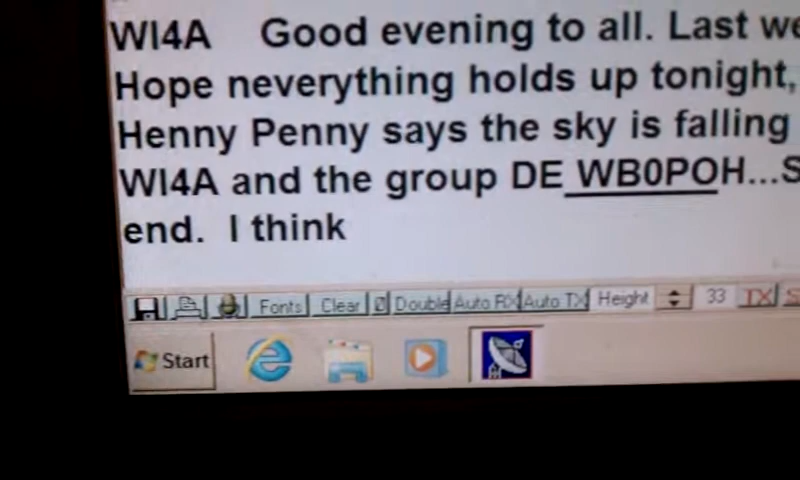 WI4A Good evening to all. Last we
Hope neverything holds up tonight,
Henny Penny says the sky is falling
WI4A and the group DE WB0POH...S
end. I think
Fonts Clear Ø Double Auto RX Auto TX Height 33 TX S
Start